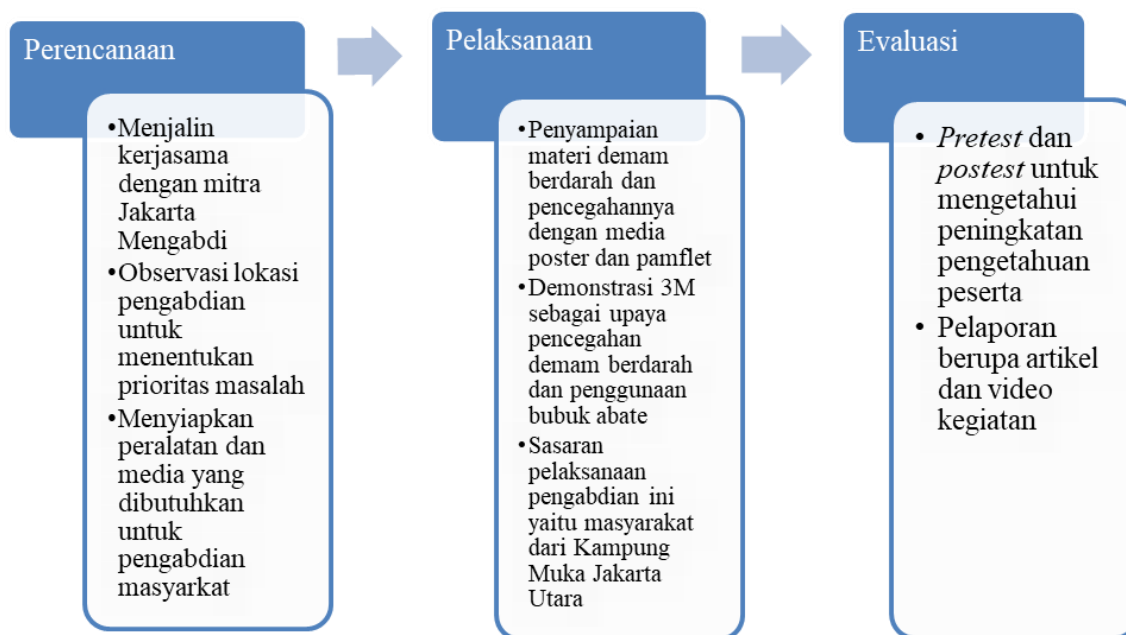 Perencanaan
•Menjalin
kerjasama
dengan mitra
Jakarta
Mengabdi
•Observasi lokasi
pengabdian
untuk
menentukan
prioritas masalah
•Menyiapkan
peralatan dan
media yang
dibutuhkan
untuk
pengabdian
masyarkat
Pelaksanaan
•Penyampaian
materi demam
berdarah dan
pencegahannya
dengan media
poster dan pamflet
•Demonstrasi 3M
sebagai upaya
pencegahan
demam berdarah
dan penggunaan
bubuk abate
•Sasaran
pelaksanaan
pengabdian ini
yaitu masyarakat
dari Kampung
Muka Jakarta
Utara
Evaluasi
• Pretest dan
postest untuk
mengetahui
peningkatan
pengetahuan
peserta
• Pelaporan
berupa artikel
dan video
kegiatan